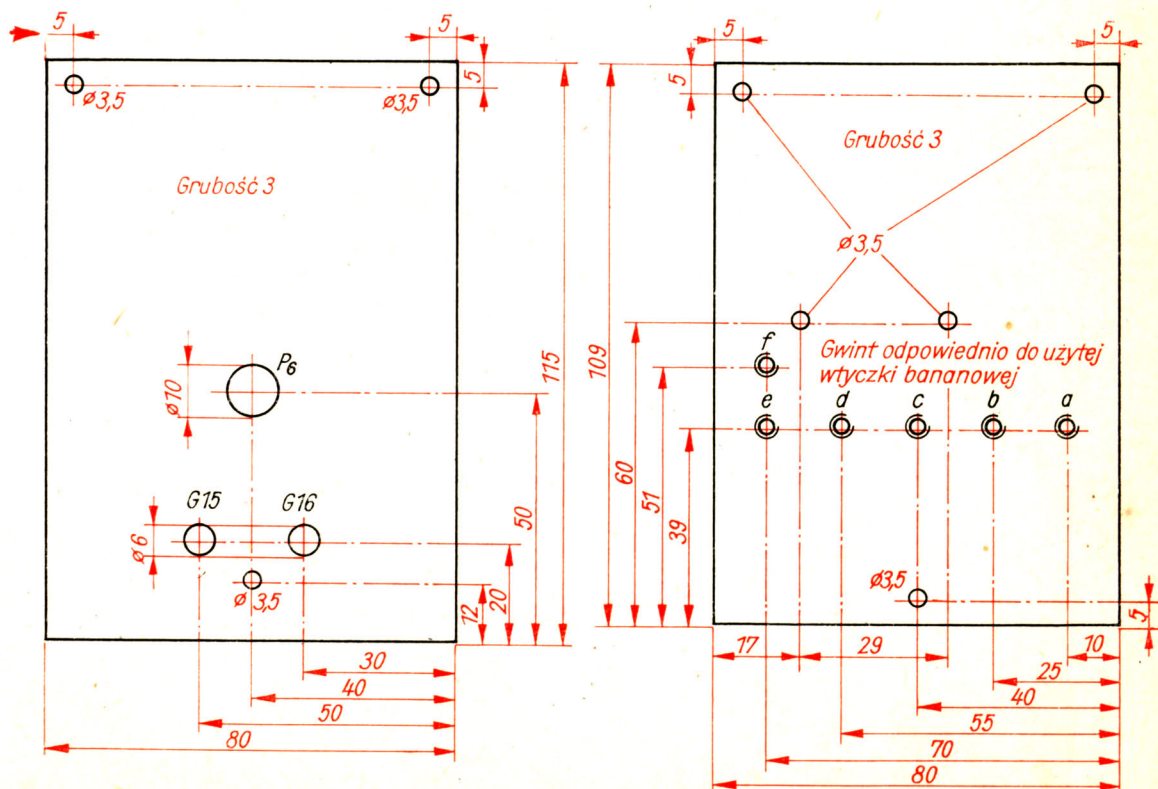 5
5
5
ø3,5
ø3,5
Grubość 3
P₆
ø10
115
50
G15
G16
ø6
ø3,5
12
20
30
40
50
80
5
5
5
109
Grubość 3
ø3,5
f
Gwint odpowiednio do użytej
wtyczki bananowej
e
d
c
b
a
60
51
39
ø3,5
5
17
29
10
25
40
55
70
80